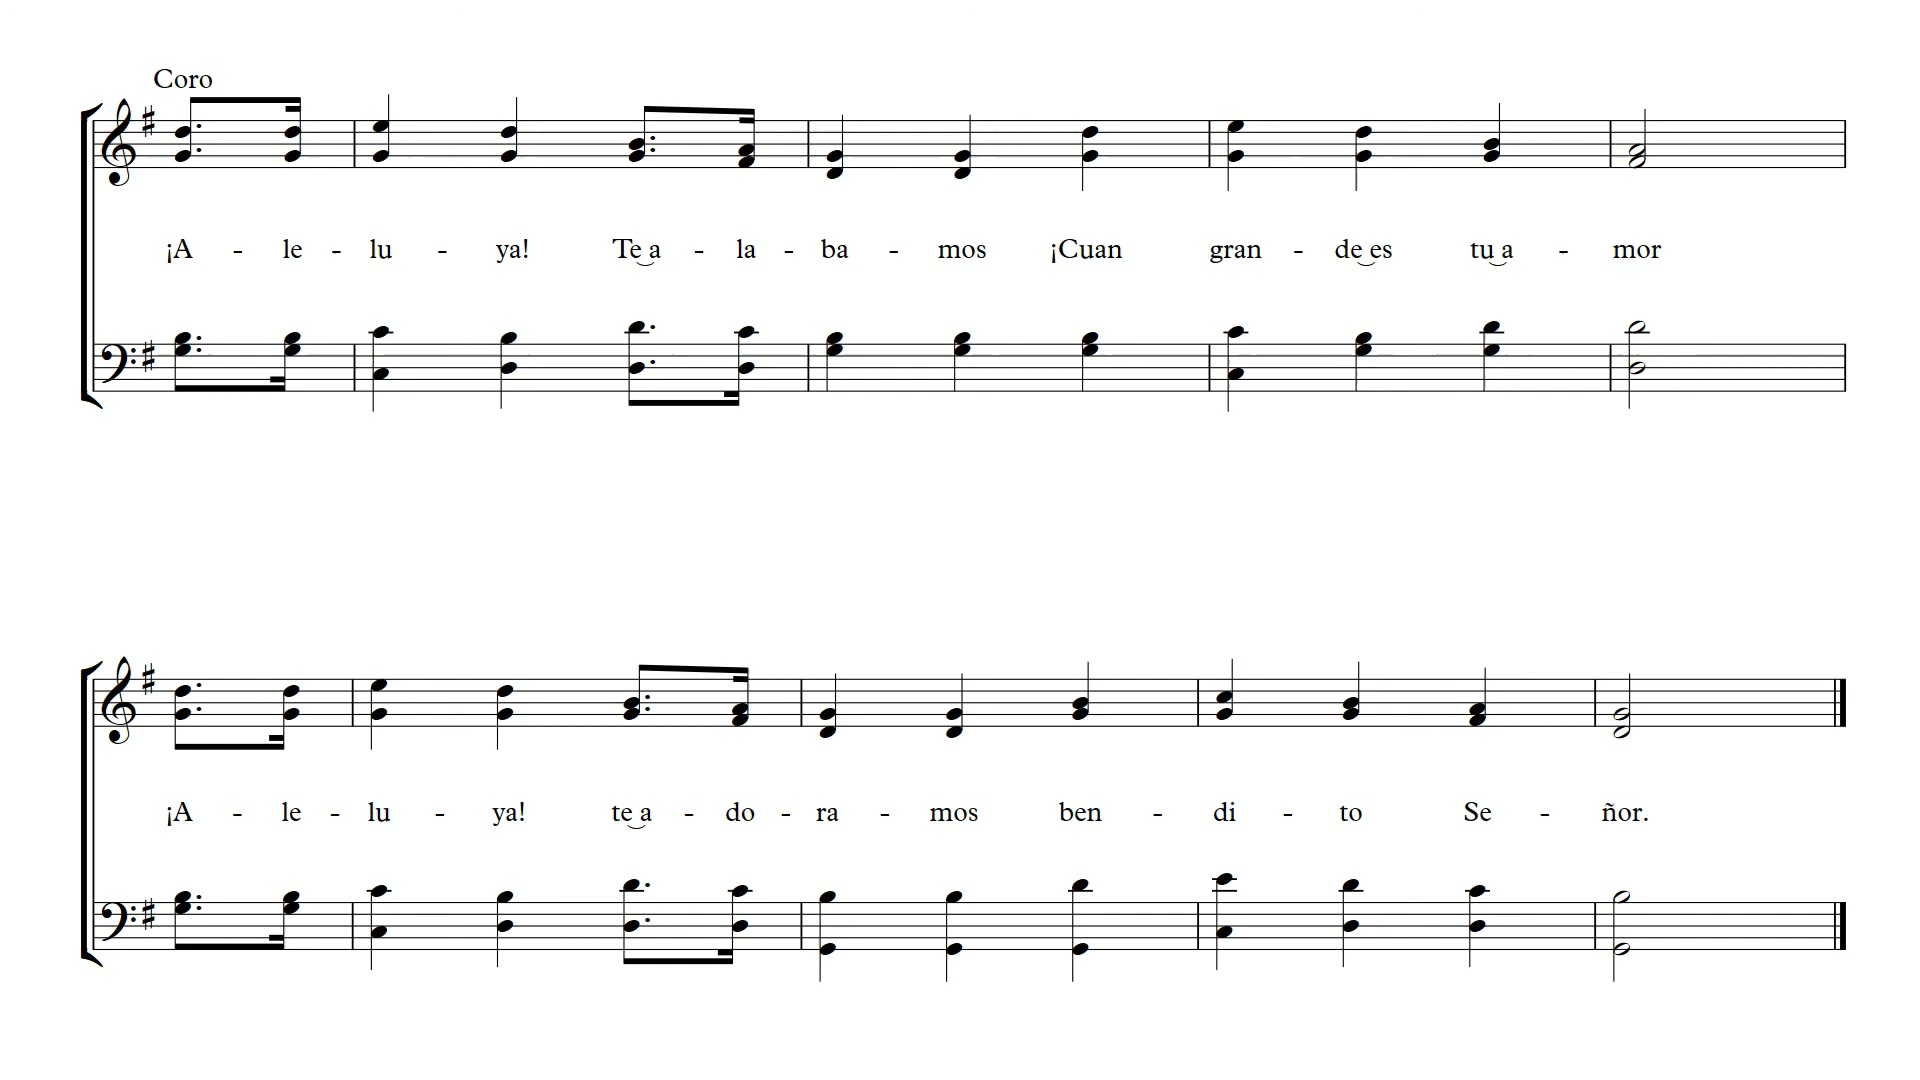 Coro
¡A - le - lu - ya! Te a - la - ba - mos ¡Cuan gran - de es tu a - mor
¡A - le - lu - ya! te a - do - ra - mos ben - di - to Se - ñor.